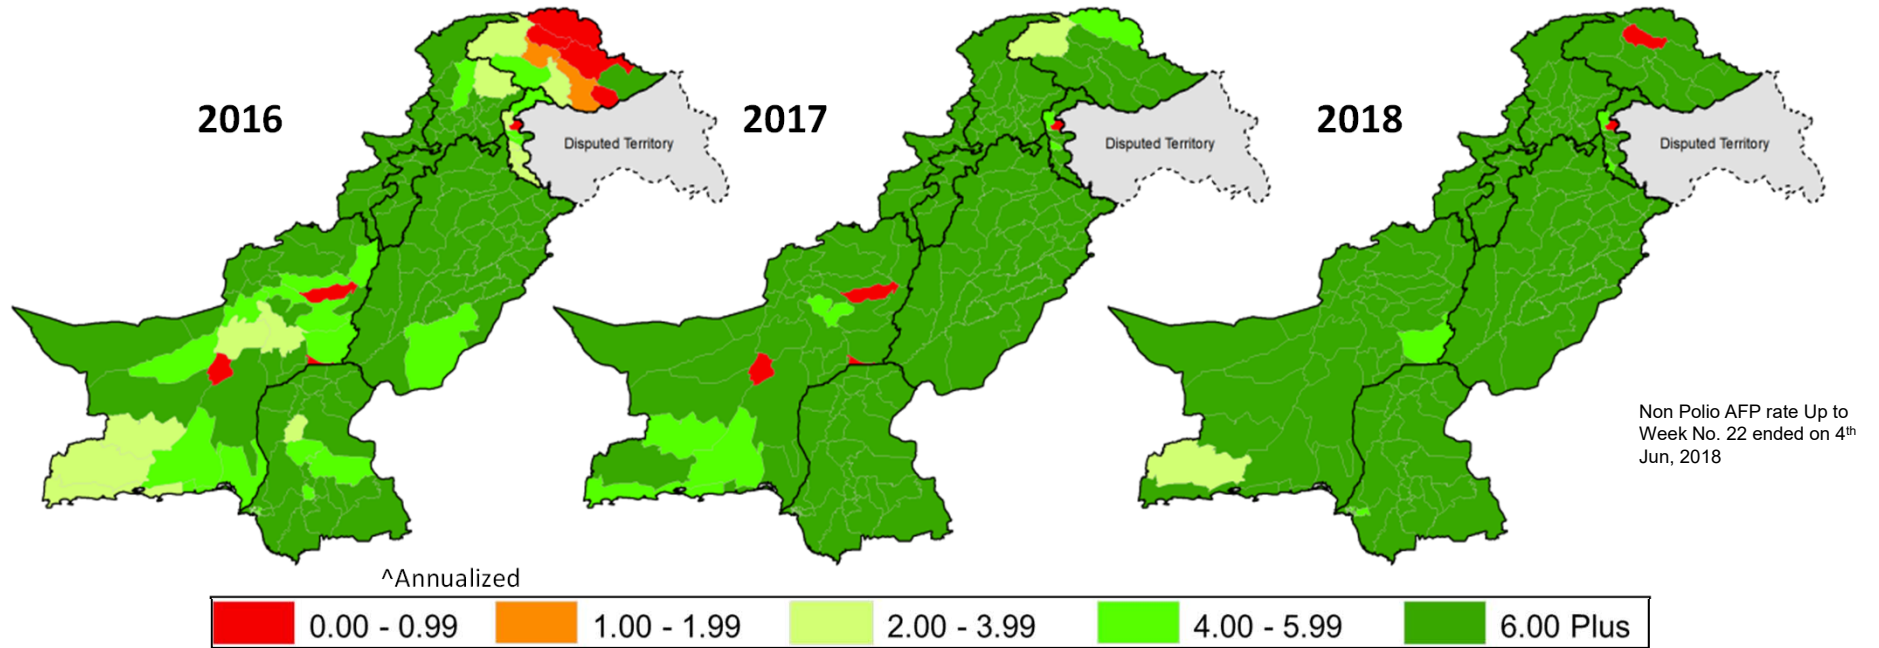 2016
2017
2018
Disputed Territory
Disputed Territory
Disputed Territory
Non Polio AFP rate Up to
Week No. 22 ended on 4th
Jun, 2018
^Annualized
0.00 - 0.99
1.00 - 1.99
2.00 - 3.99
4.00 - 5.99
6.00 Plus